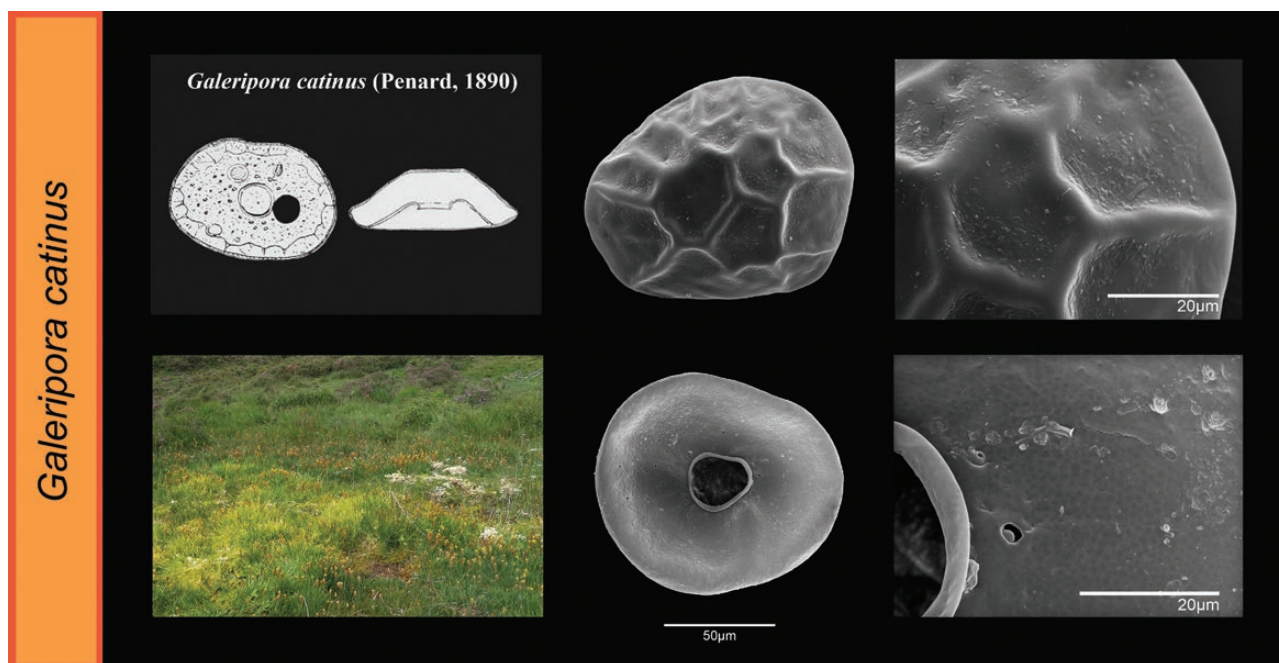 Galeripora catinus
Galeripora catinus (Penard, 1890)
20µm
50µm
20µm